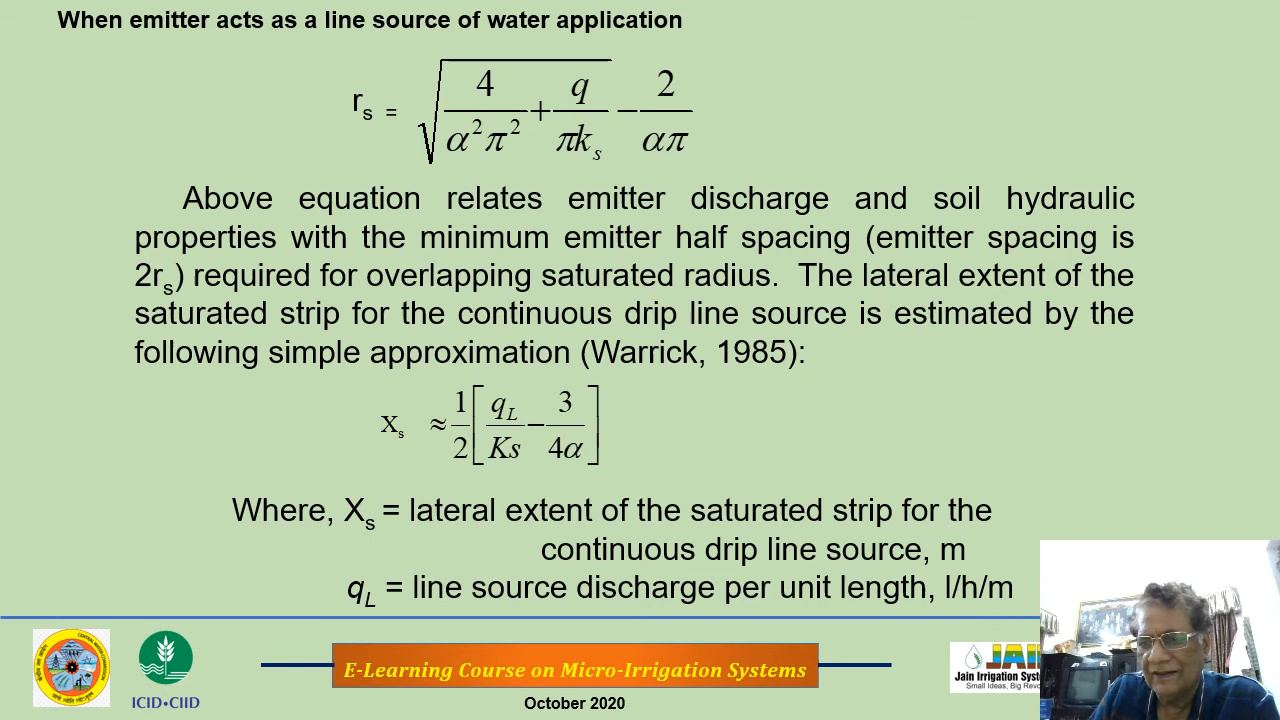 When emitter acts as a line source of water application
rs = √(4/α²π² + q/πks) − 2/απ
Above equation relates emitter discharge and soil hydraulic
properties with the minimum emitter half spacing (emitter spacing is
2rs) required for overlapping saturated radius. The lateral extent of the
saturated strip for the continuous drip line source is estimated by the
following simple approximation (Warrick, 1985):
Xs ≈ 1/2 [qL/Ks − 3/4α]
Where, Xs = lateral extent of the saturated strip for the
continuous drip line source, m
qL = line source discharge per unit length, l/h/m
ICID•CIID
E-Learning Course on Micro-Irrigation Systems
October 2020
Jain Irrigation
Small Ideas, Big